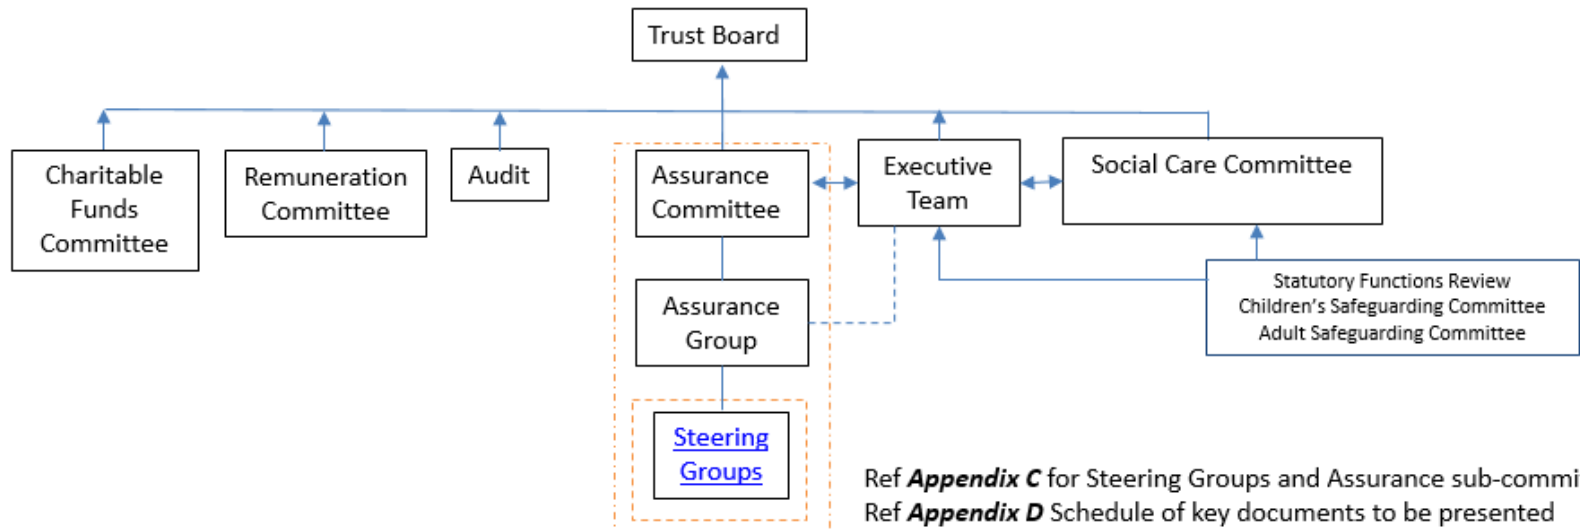 Trust Board
Charitable
Funds
Committee
Remuneration
Committee
Audit
Assurance
Committee
Executive
Team
Social Care Committee
Assurance
Group
Statutory Functions Review
Children's Safeguarding Committee
Adult Safeguarding Committee
Steering
Groups
Ref Appendix C for Steering Groups and Assurance sub-commi
Ref Appendix D Schedule of key documents to be presented